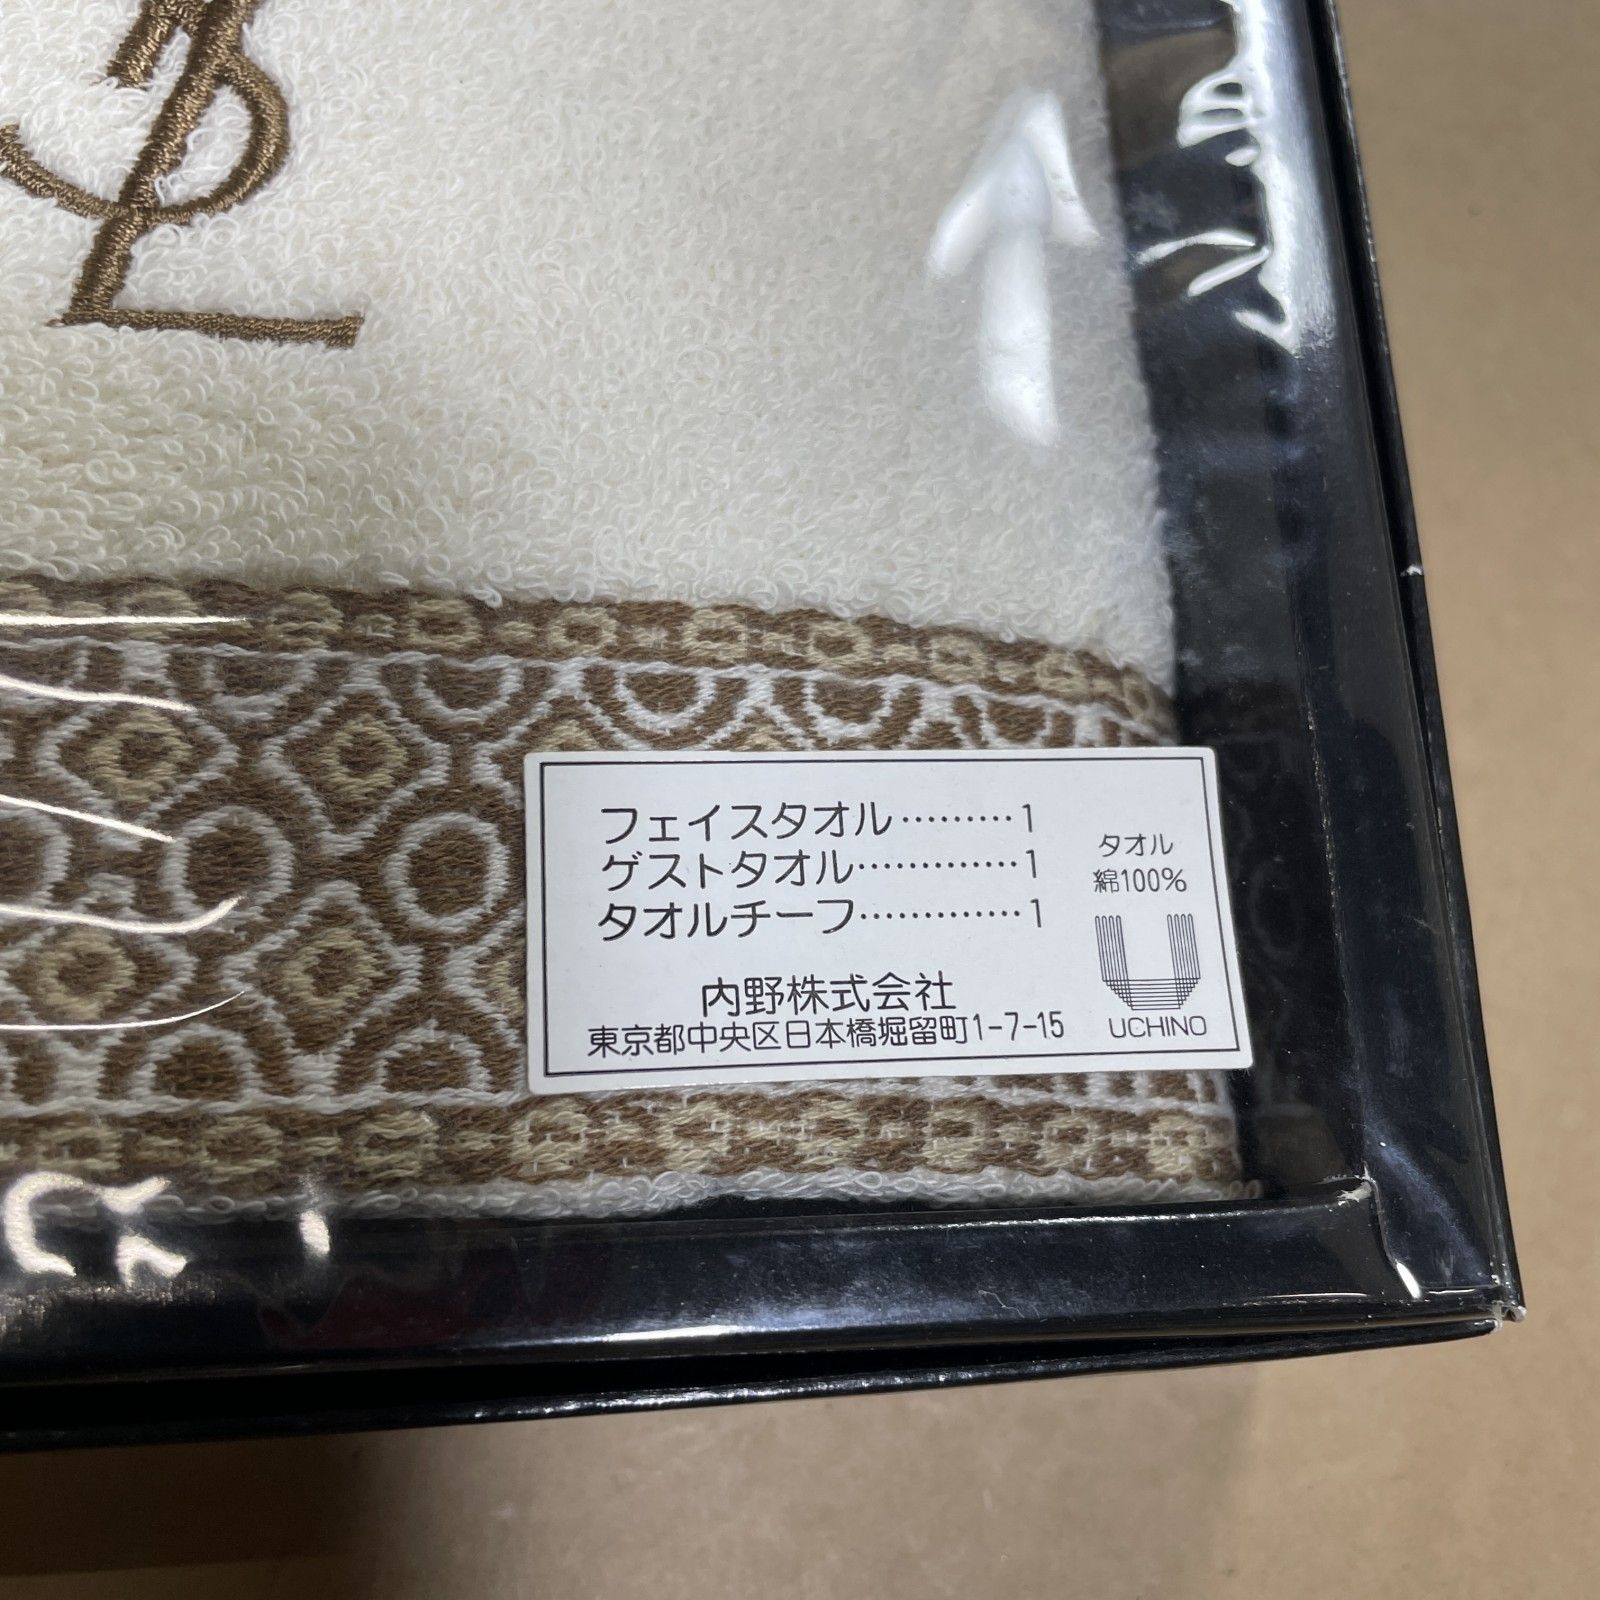 YSL
フェイスタオル………1
ゲストタオル…………1
タオルチーフ…………1
タオル
綿100%
内野株式会社
東京都中央区日本橋堀留町1-7-15
UCHINO